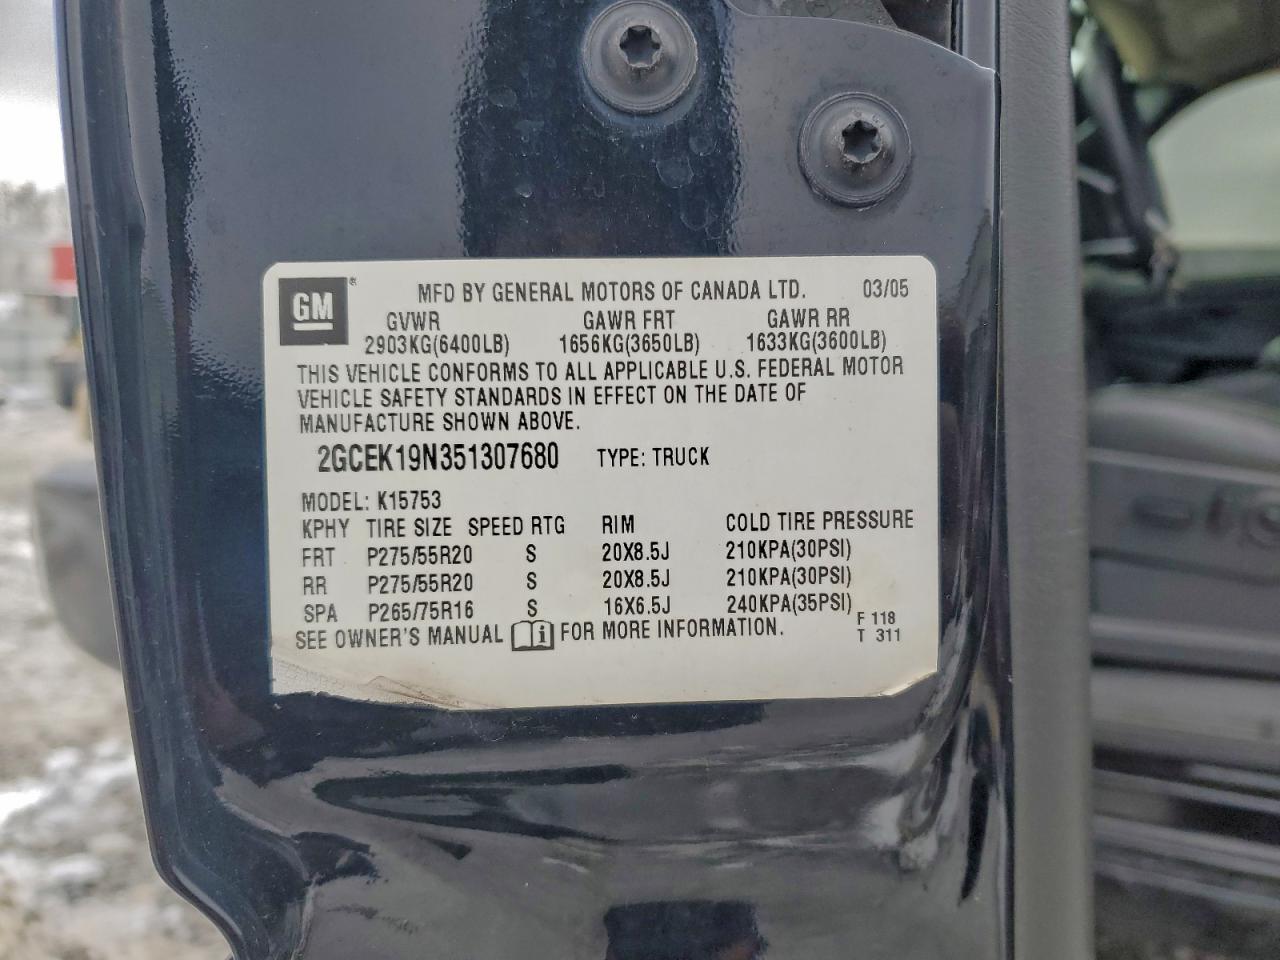 GM ® MFD BY GENERAL MOTORS OF CANADA LTD. 03/05
GVWR GAWR FRT GAWR RR
2903KG(6400LB) 1656KG(3650LB) 1633KG(3600LB)
THIS VEHICLE CONFORMS TO ALL APPLICABLE U.S. FEDERAL MOTOR
VEHICLE SAFETY STANDARDS IN EFFECT ON THE DATE OF
MANUFACTURE SHOWN ABOVE.
2GCEK19N351307680 TYPE: TRUCK
MODEL: K15753
KPHY TIRE SIZE SPEED RTG RIM COLD TIRE PRESSURE
FRT P275/55R20 S 20X8.5J 210KPA(30PSI)
RR P275/55R20 S 20X8.5J 210KPA(30PSI)
SPA P265/75R16 S 16X6.5J 240KPA(35PSI)
F 118
SEE OWNER'S MANUAL i FOR MORE INFORMATION. T 311